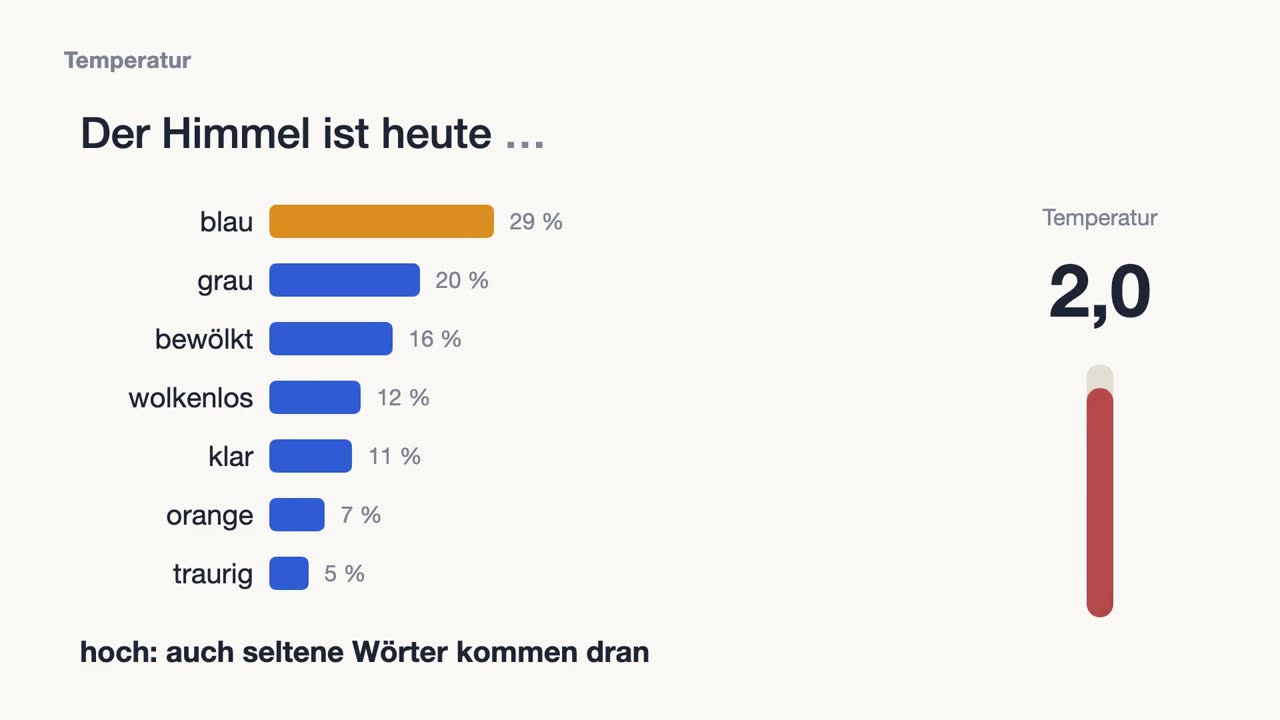 Temperatur
Der Himmel ist heute …
blau 29 %
grau 20 %
bewölkt 16 %
wolkenlos 12 %
klar 11 %
orange 7 %
traurig 5 %
Temperatur
2,0
hoch: auch seltene Wörter kommen dran